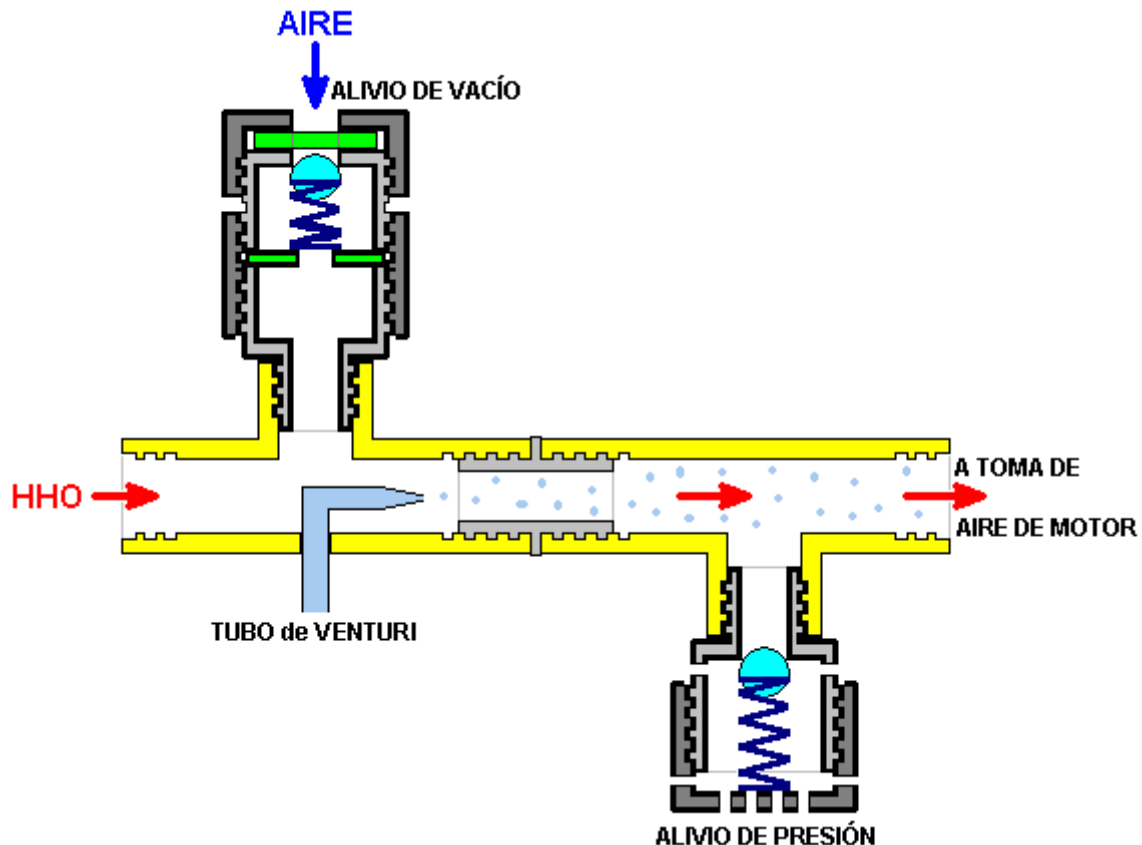 AIRE
ALIVIO DE VACÍO
HHO
A TOMA DE
AIRE DE MOTOR
TUBO de VENTURI
ALIVIO DE PRESIÓN